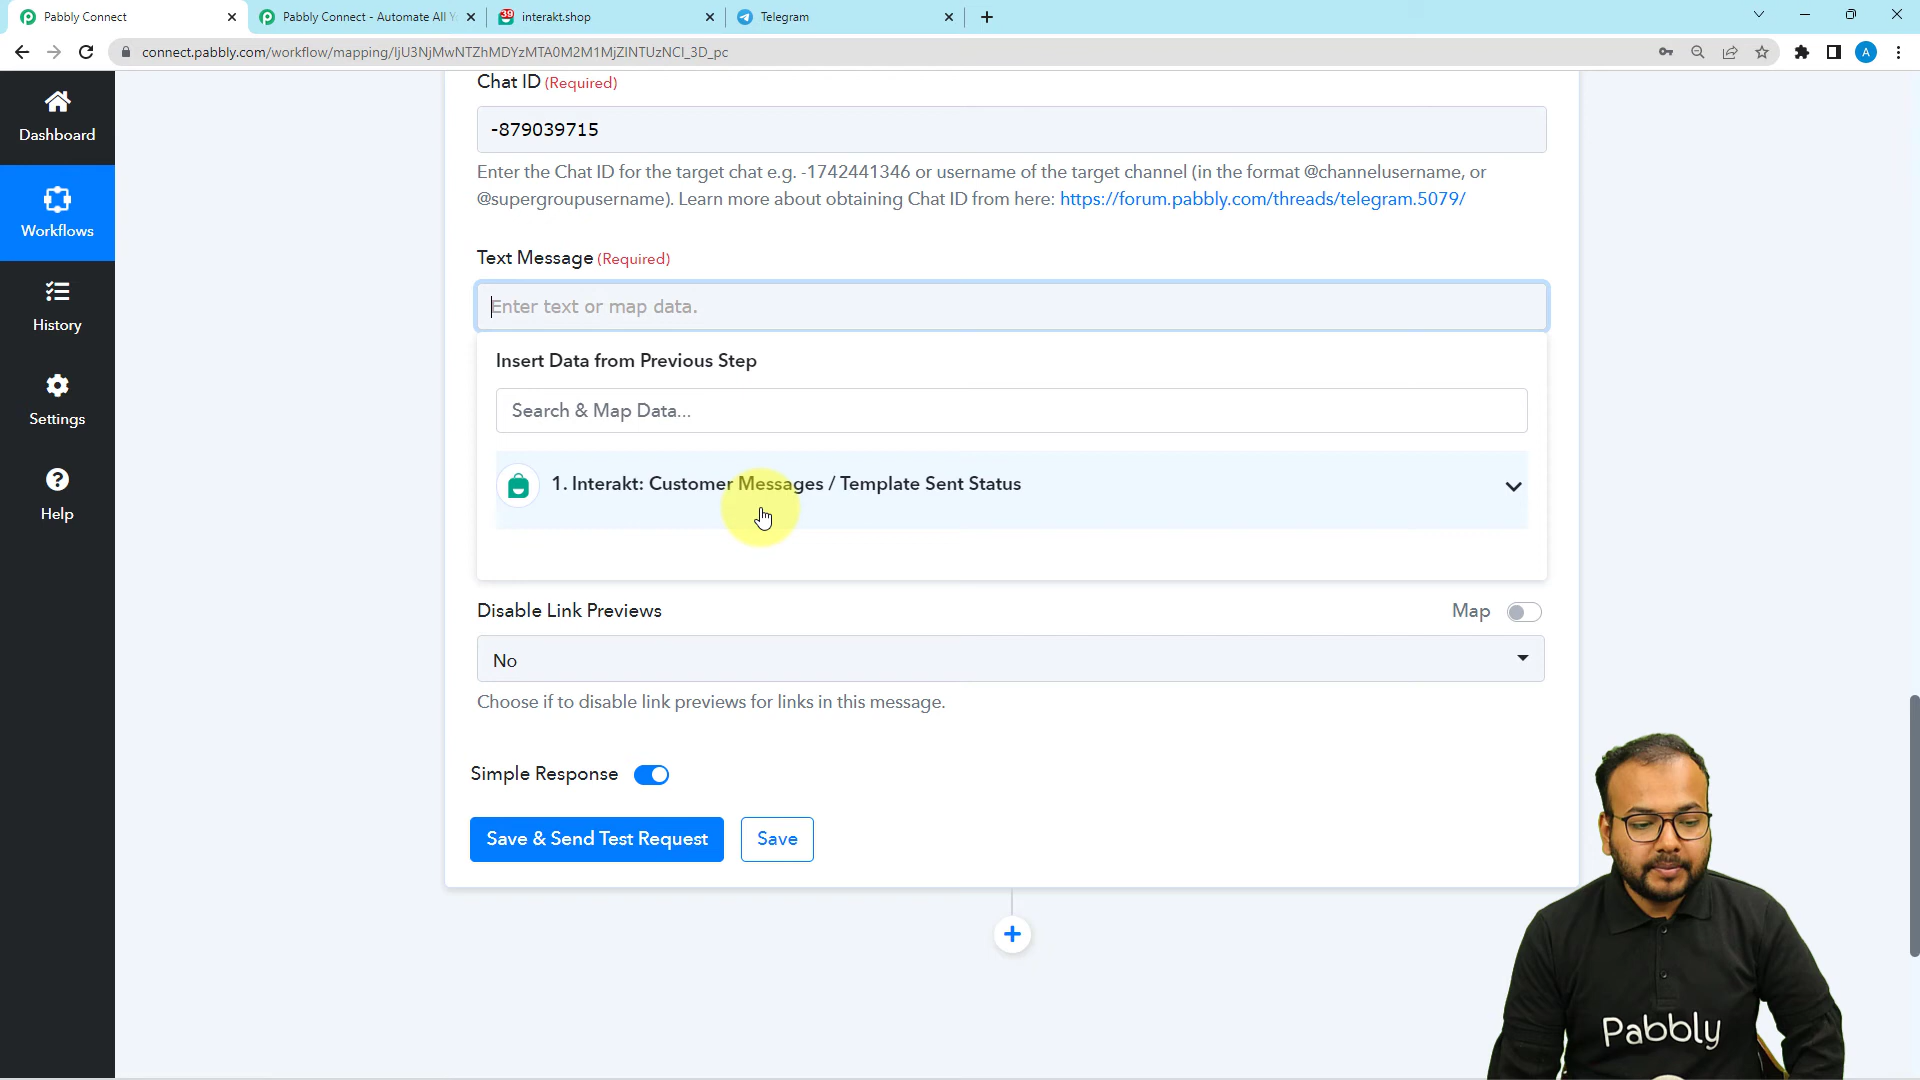 Pabbly Connect
Pabbly Connect - Automate All Y
39
interakt.shop
Telegram
connect.pabbly.com/workflow/mapping/IjU3NjMwNTZhMDYzMTA0M2M1MjZlNTUzNCI_3D_pc
A
Dashboard
Workflows
History
Settings
Help
Chat ID (Required)
-879039715
Enter the Chat ID for the target chat e.g. -1742441346 or username of the target channel (in the format @channelusername, or
@supergroupusername). Learn more about obtaining Chat ID from here: https://forum.pabbly.com/threads/telegram.5079/
Text Message (Required)
Enter text or map data.
Insert Data from Previous Step
Search & Map Data...
1. Interakt: Customer Messages / Template Sent Status
Disable Link Previews
Map
No
Choose if to disable link previews for links in this message.
Simple Response
Save & Send Test Request
Save
Pabbly